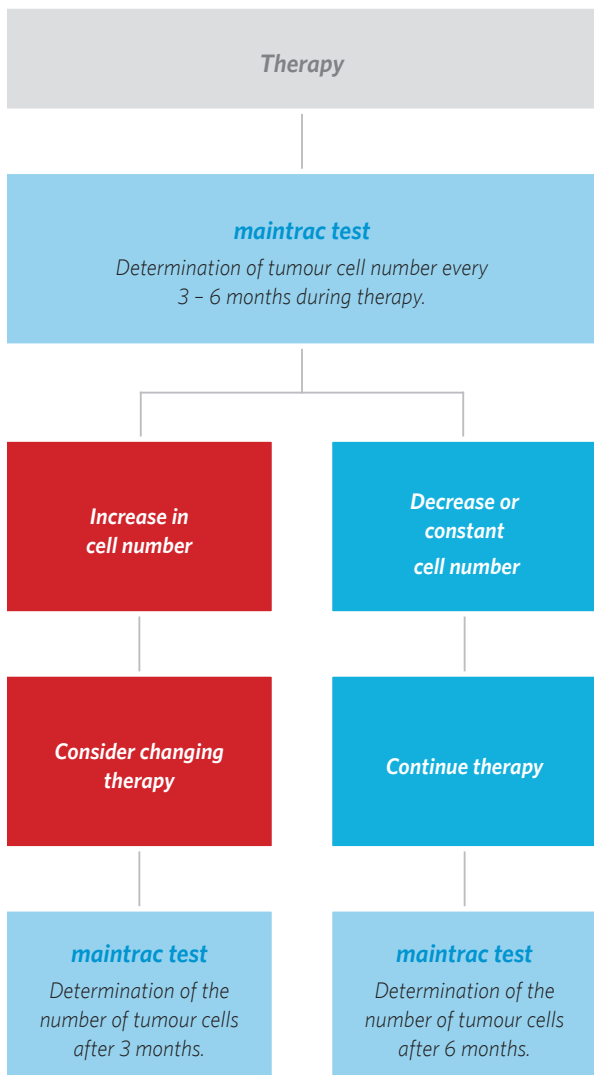 Therapy
maintrac test
Determination of tumour cell number every
3 – 6 months during therapy.
Increase in
cell number
Decrease or
constant
cell number
Consider changing
therapy
Continue therapy
maintrac test
Determination of the
number of tumour cells
after 3 months.
maintrac test
Determination of the
number of tumour cells
after 6 months.